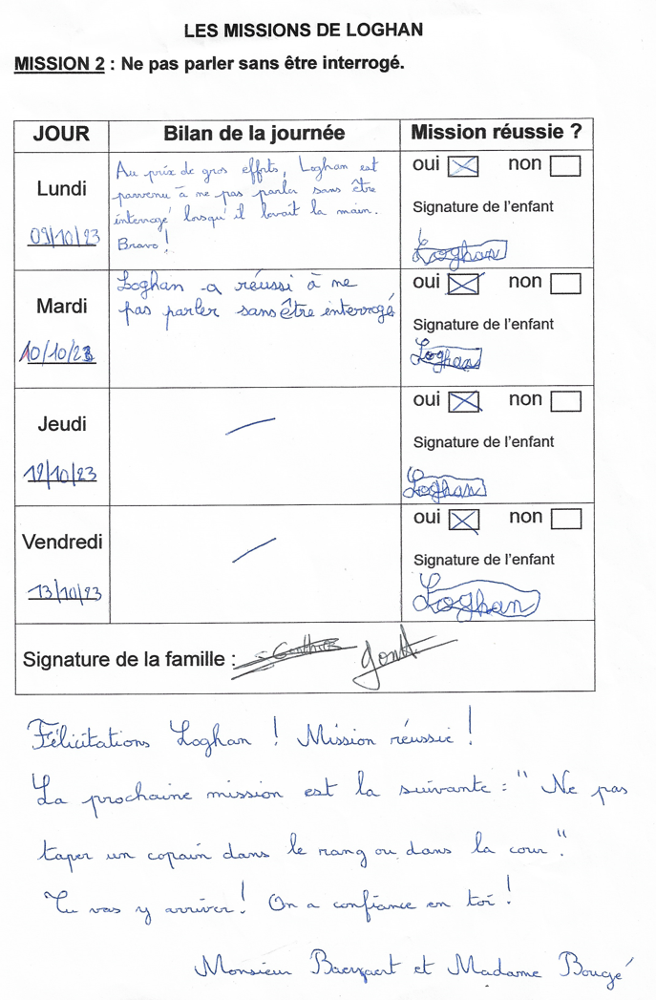 LES MISSIONS DE LOGHAN
MISSION 2 : Ne pas parler sans être interrogé.
JOUR Bilan de la journée Mission réussie ?
Lundi
09/10/23
Au prix de gros efforts, Loghan est
parvenu à ne pas parler sans être
interrogé lorsqu'il levait la main.
Bravo !
oui non
Signature de l'enfant
Loghan
Mardi
10/10/23
Loghan a réussi à ne
pas parler sans être interrogé
oui non
Signature de l'enfant
Loghan
Jeudi
12/10/23
oui non
Signature de l'enfant
Loghan
Vendredi
13/10/23
oui non
Signature de l'enfant
Loghan
Signature de la famille :
Félicitations Loghan ! Mission réussie !
La prochaine mission est la suivante : " Ne pas
taper un copain dans le rang ou dans la cour ".
Tu vas y arriver ! On a confiance en toi !
Monsieur et Madame Bougé